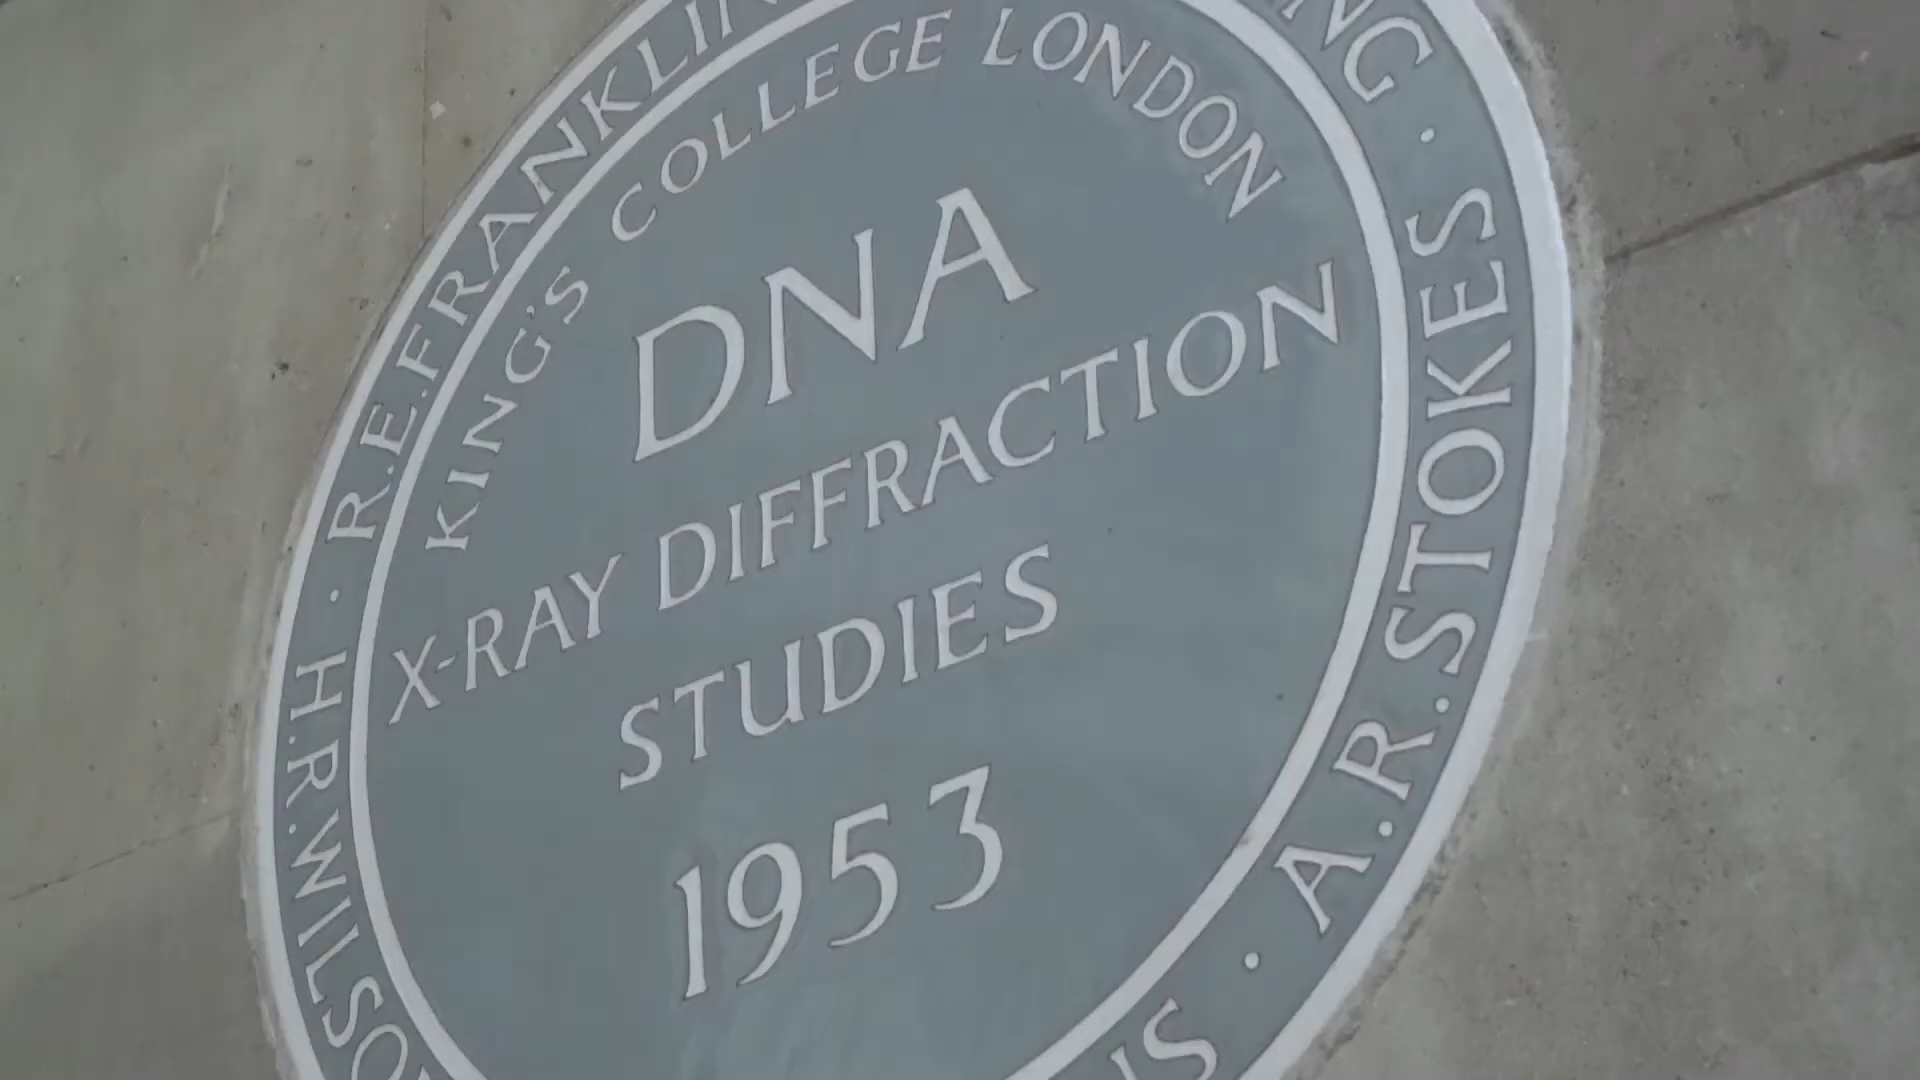 KING'S COLLEGE LONDON
DNA
X-RAY DIFFRACTION
STUDIES
1953
R.E.FRANKLIN
A.R.STOKES
H.R.WILSO